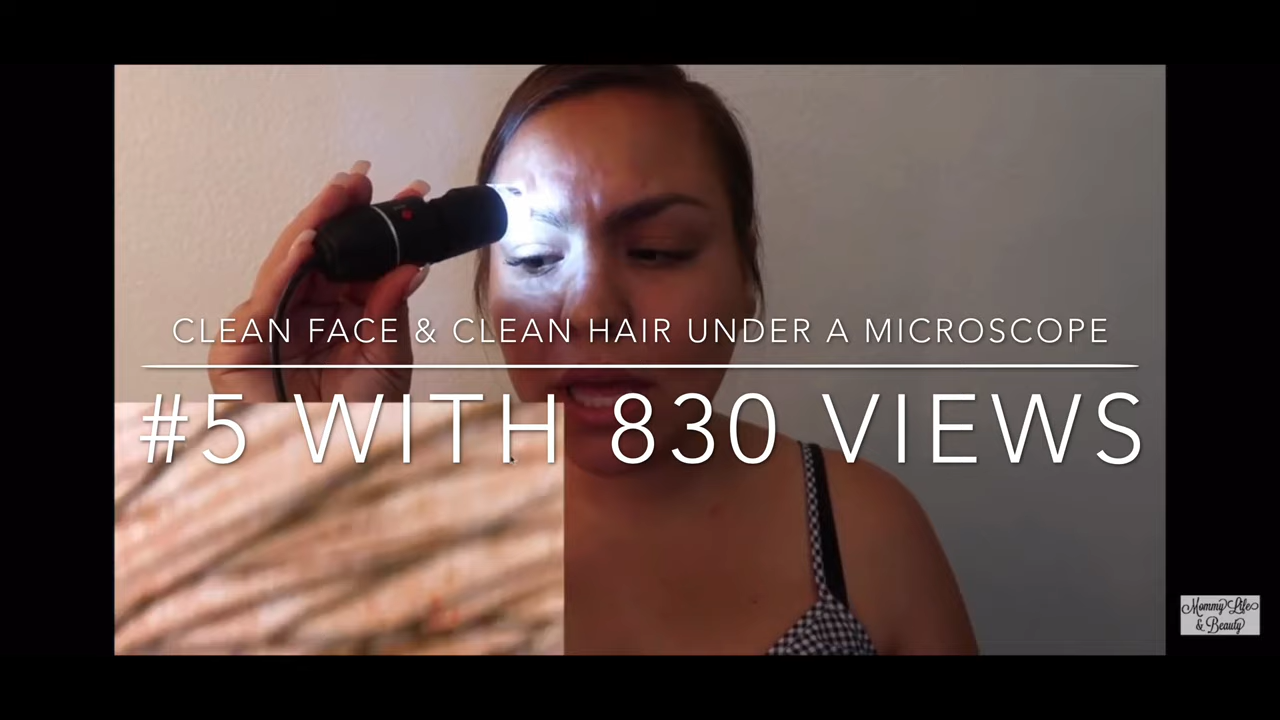 CLEAN FACE & CLEAN HAIR UNDER A MICROSCOPE
#5 WITH 830 VIEWS
Mommy Life
& Beauty